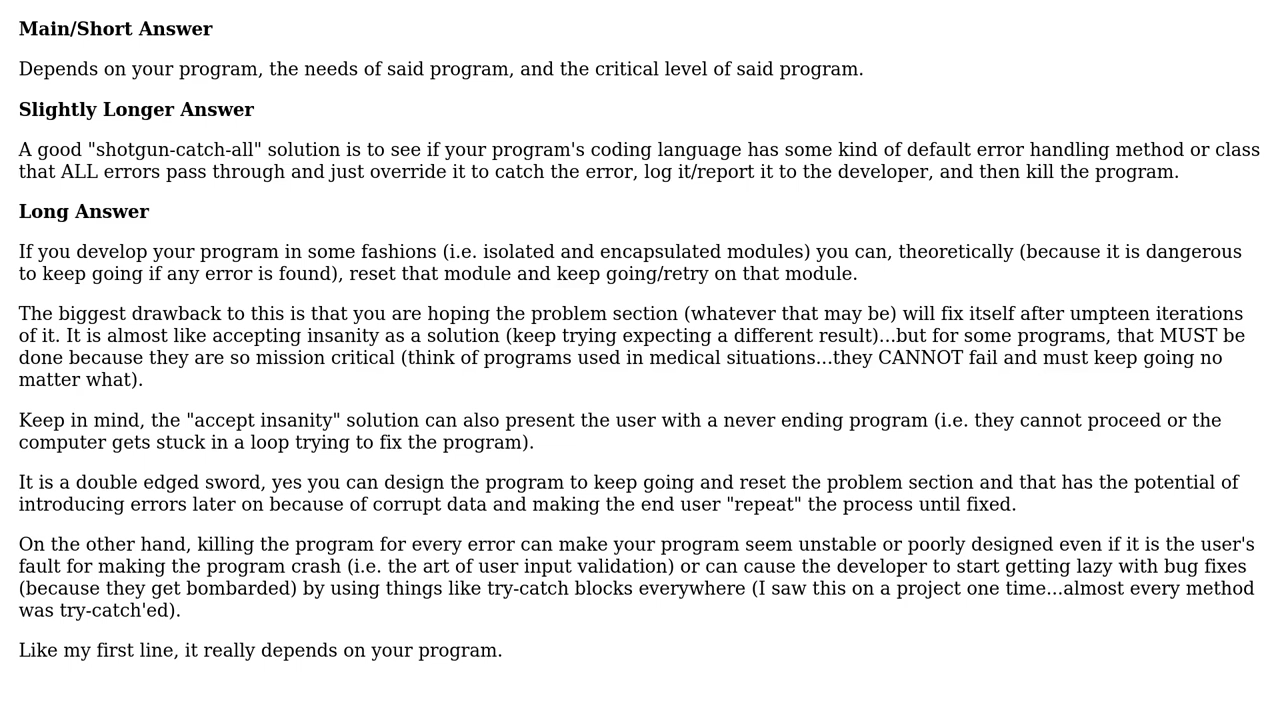 Main/Short Answer
Depends on your program, the needs of said program, and the critical level of said program.
Slightly Longer Answer
A good "shotgun-catch-all" solution is to see if your program's coding language has some kind of default error handling method or class
that ALL errors pass through and just override it to catch the error, log it/report it to the developer, and then kill the program.
Long Answer
If you develop your program in some fashions (i.e. isolated and encapsulated modules) you can, theoretically (because it is dangerous
to keep going if any error is found), reset that module and keep going/retry on that module.
The biggest drawback to this is that you are hoping the problem section (whatever that may be) will fix itself after umpteen iterations
of it. It is almost like accepting insanity as a solution (keep trying expecting a different result)...but for some programs, that MUST be
done because they are so mission critical (think of programs used in medical situations...they CANNOT fail and must keep going no
matter what).
Keep in mind, the "accept insanity" solution can also present the user with a never ending program (i.e. they cannot proceed or the
computer gets stuck in a loop trying to fix the program).
It is a double edged sword, yes you can design the program to keep going and reset the problem section and that has the potential of
introducing errors later on because of corrupt data and making the end user "repeat" the process until fixed.
On the other hand, killing the program for every error can make your program seem unstable or poorly designed even if it is the user's
fault for making the program crash (i.e. the art of user input validation) or can cause the developer to start getting lazy with bug fixes
(because they get bombarded) by using things like try-catch blocks everywhere (I saw this on a project one time...almost every method
was try-catch'ed).
Like my first line, it really depends on your program.